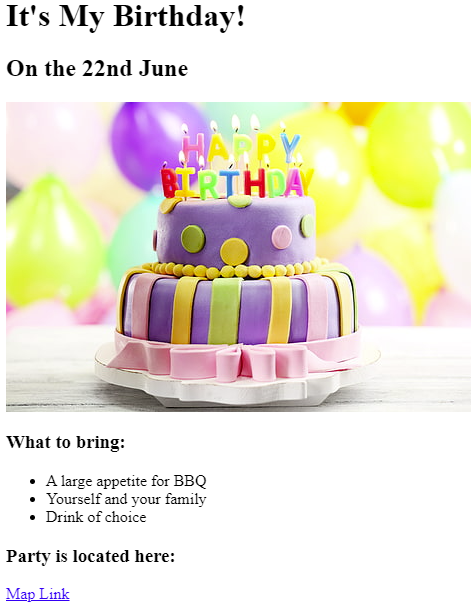 It's My Birthday!
On the 22nd June
HAPPY
BIRTHDAY
What to bring:
A large appetite for BBQ
Yourself and your family
Drink of choice
Party is located here:
Map Link